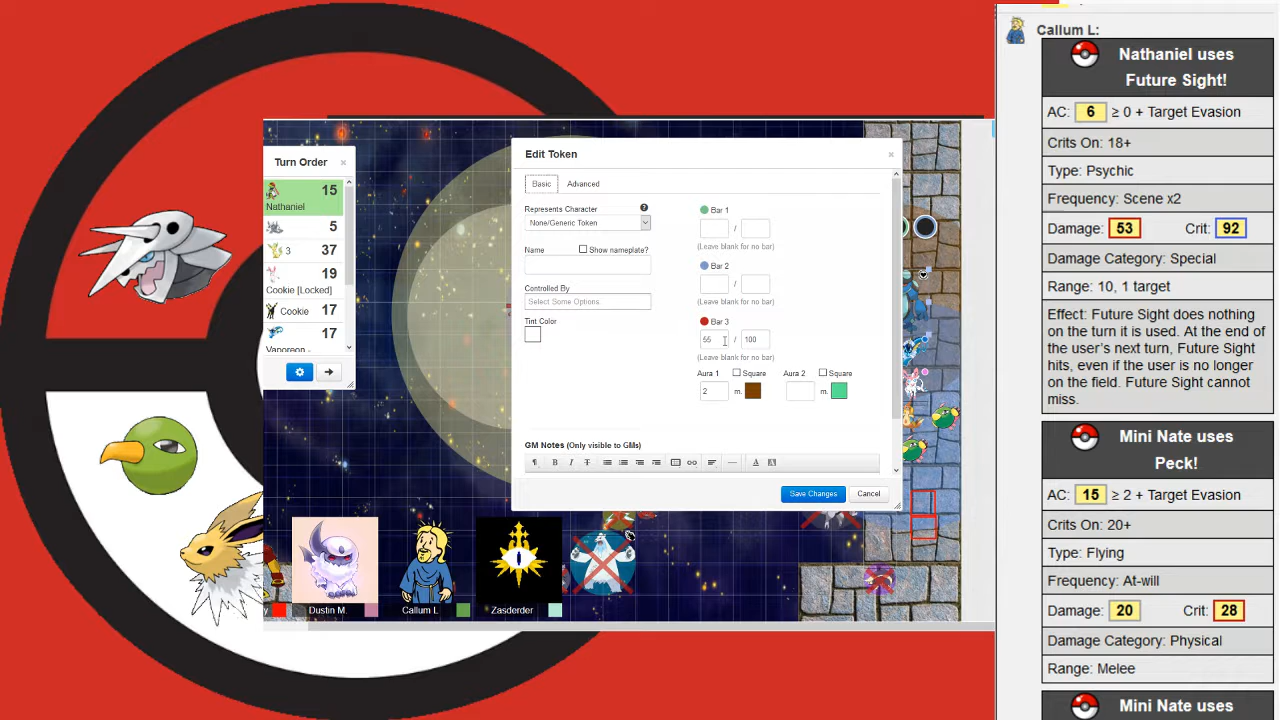 Turn Order ×
15
Nathaniel
5
3 37
19
Cookie [Locked]
Cookie 17
17
Vaporeon -
Edit Token ×
Basic Advanced
Represents Character
None/Generic Token
Name Show nameplate?
Controlled By
Select Some Options
Tint Color
Bar 1
/
(Leave blank for no bar)
Bar 2
/
(Leave blank for no bar)
Bar 3
55 / 100
(Leave blank for no bar)
Aura 1 Square Aura 2 Square
2 m. m.
GM Notes (Only visible to GMs)
Save Changes Cancel
Dustin M. Callum L Zasderder
Callum L:
Nathaniel uses
Future Sight!
AC: 6 ≥ 0 + Target Evasion
Crits On: 18+
Type: Psychic
Frequency: Scene x2
Damage: 53 Crit: 92
Damage Category: Special
Range: 10, 1 target
Effect: Future Sight does nothing
on the turn it is used. At the end of
the user's next turn, Future Sight
hits, even if the user is no longer
on the field. Future Sight cannot
miss.
Mini Nate uses
Peck!
AC: 15 ≥ 2 + Target Evasion
Crits On: 20+
Type: Flying
Frequency: At-will
Damage: 20 Crit: 28
Damage Category: Physical
Range: Melee
Mini Nate uses